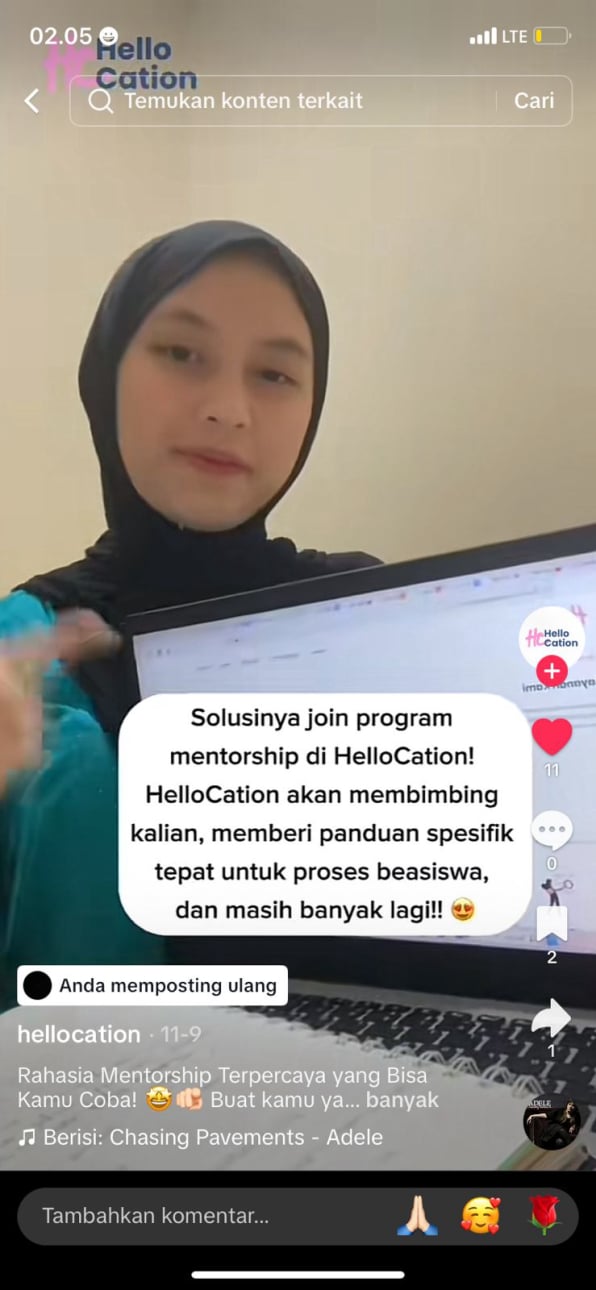 02.05
LTE
Hello
Cation
Temukan konten terkait
Cari
Hello
Cation
Solusinya join program
mentorship di HelloCation!
HelloCation akan membimbing
kalian, memberi panduan spesifik
tepat untuk proses beasiswa,
dan masih banyak lagi!! 😍
11
0
2
1
Anda memposting ulang
hellocation · 11-9
Rahasia Mentorship Terpercaya yang Bisa
Kamu Coba! 🤩🫵🏻 Buat kamu ya... banyak
Berisi: Chasing Pavements - Adele
ADELE
Tambahkan komentar...